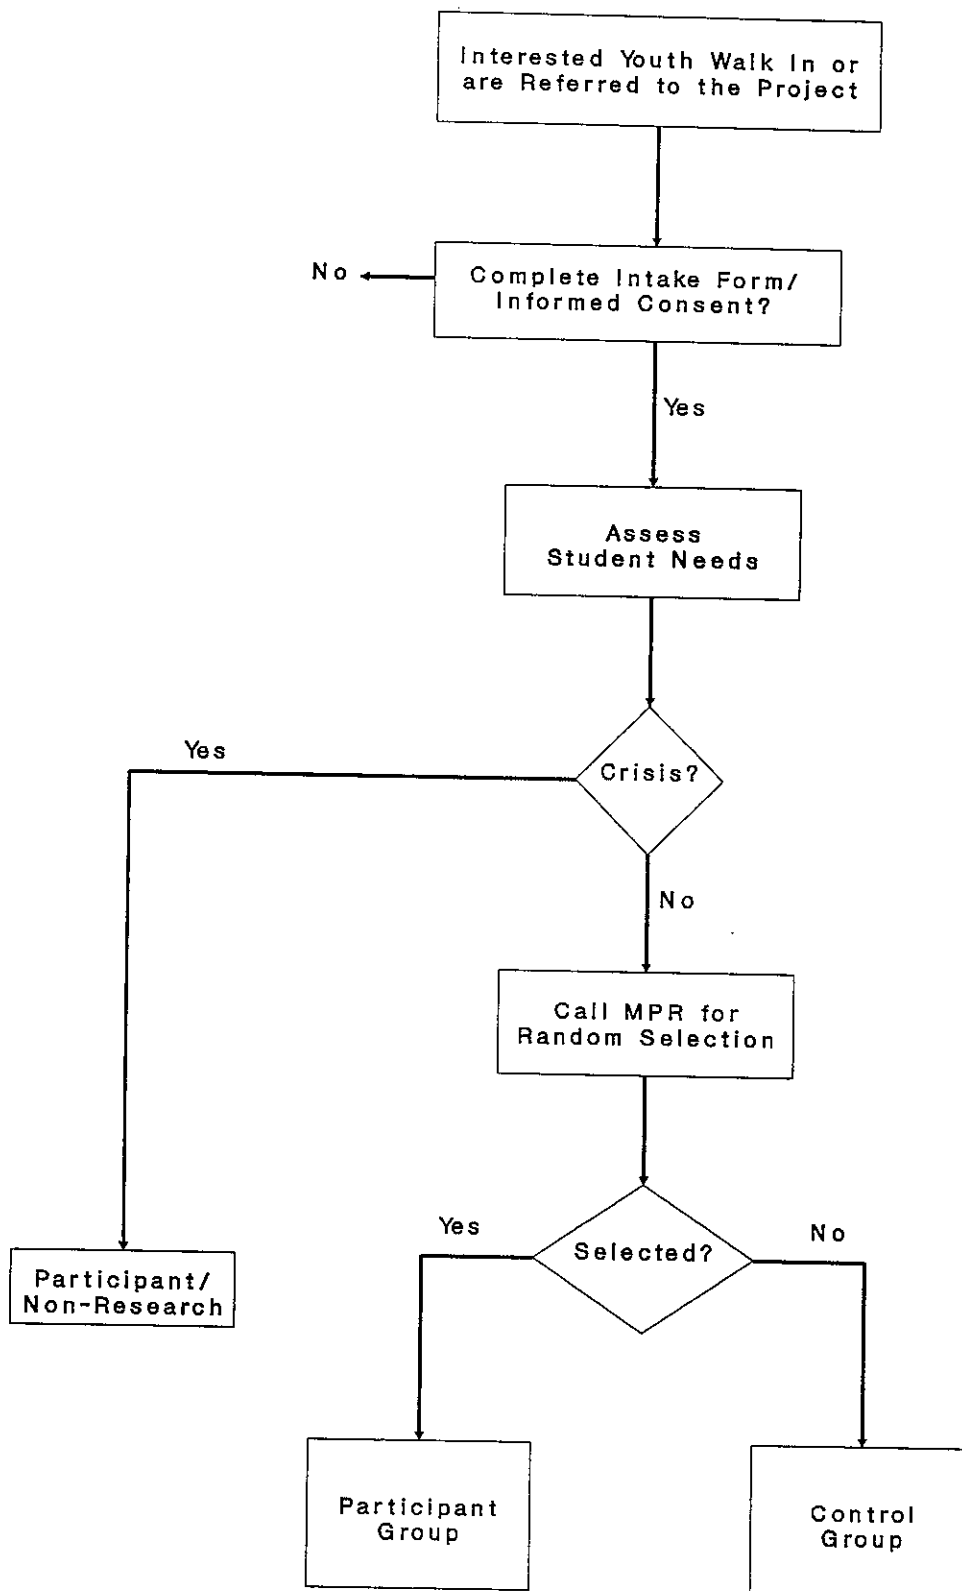 Interested Youth Walk In or
are Referred to the Project
No
Complete Intake Form/
Informed Consent?
Yes
Assess
Student Needs
Yes
Crisis?
No
Call MPR for
Random Selection
Yes
Selected?
No
Participant/
Non-Research
Participant
Group
Control
Group